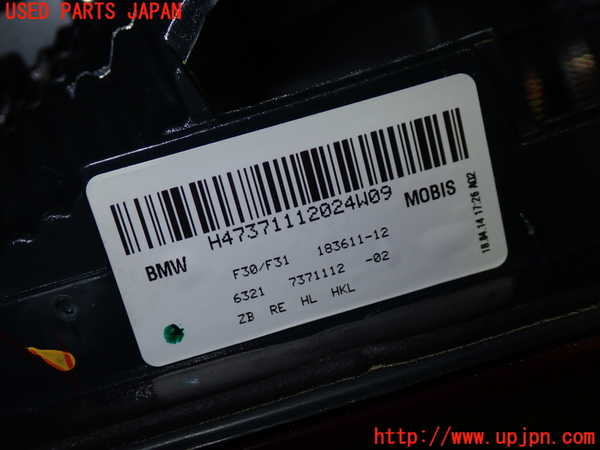 USED PARTS JAPAN
H47371112024W09
BMW
MOBIS
18.04.14 17:26 A02
F30/F31 183611-12
6321 7371112 -02
ZB RE HL HKL
http://www.upjpn.com